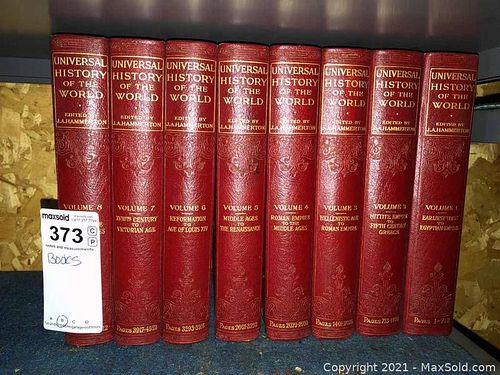 UNIVERSAL
HISTORY
OF THE
WORLD
EDITED BY
J.A.HAMMERTON
VOLUME 8
maxsold
373
C
P
Books
UNIVERSAL
HISTORY
OF THE
WORLD
EDITED BY
J.A.HAMMERTON
VOLUME 7
XVIIITH CENTURY
TO
VICTORIAN AGE
UNIVERSAL
HISTORY
OF THE
WORLD
EDITED BY
J.A.HAMMERTON
VOLUME 6
REFORMATION
TO
AGE OF LOUIS XIV
UNIVERSAL
HISTORY
OF THE
WORLD
EDITED BY
J.A.HAMMERTON
VOLUME 5
MIDDLE AGES
TO
THE RENAISSANCE
UNIVERSAL
HISTORY
OF THE
WORLD
EDITED BY
J.A.HAMMERTON
VOLUME 4
ROMAN EMPIRE
TO THE
MIDDLE AGES
UNIVERSAL
HISTORY
OF THE
WORLD
EDITED BY
J.A.HAMMERTON
VOLUME 3
HELLENISTIC AGE
TO
ROMAN EMPIRE
UNIVERSAL
HISTORY
OF THE
WORLD
EDITED BY
J.A.HAMMERTON
VOLUME 2
HITTITE EMPIRE
TO
FIFTH CENTURY
GREECE
UNIVERSAL
HISTORY
OF THE
WORLD
EDITED BY
J.A.HAMMERTON
VOLUME 1
EARLIEST TIMES
TO
EGYPTIAN EMPIRE
Copyright © 2021 - MaxSold.com